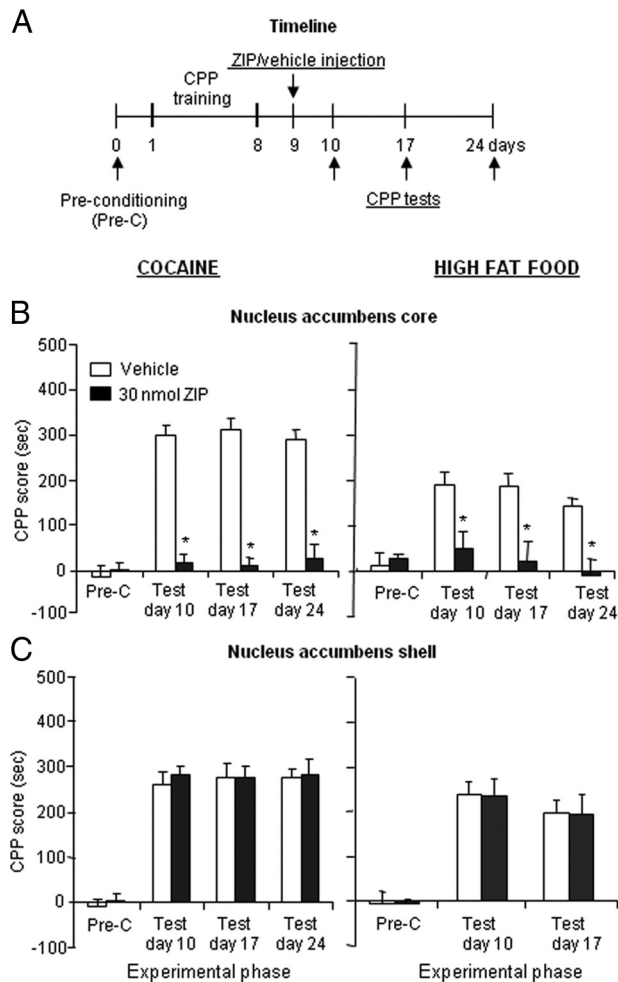 A
Timeline
ZIP/vehicle injection
CPP
training
0 1 8 9 10 17 24 days
Pre-conditioning
(Pre-C)
CPP tests
COCAINE HIGH FAT FOOD
B
Nucleus accumbens core
500
400
300
200
100
0
-100
CPP score (sec)
Vehicle
30 nmol ZIP
* * *
* * *
Pre-C Test day 10 Test day 17 Test day 24
Pre-C Test day 10 Test day 17 Test day 24
C
Nucleus accumbens shell
500
400
300
200
100
0
-100
CPP score (sec)
Pre-C Test day 10 Test day 17 Test day 24
Pre-C Test day 10 Test day 17
Experimental phase Experimental phase